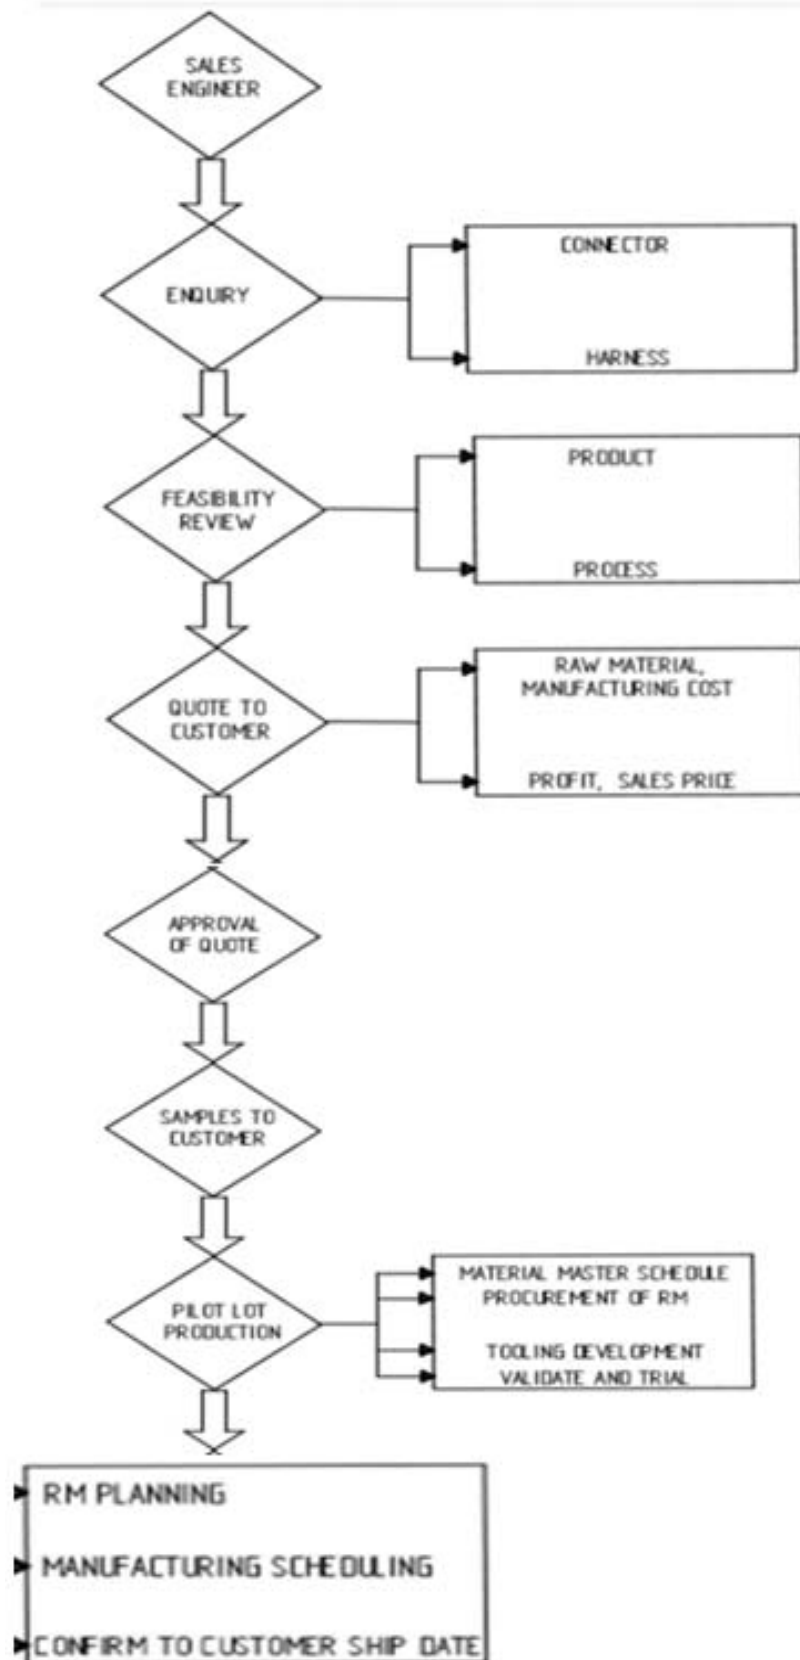 SALES
ENGINEER
ENQUIRY
CONNECTOR
HARNESS
FEASIBILITY
REVIEW
PRODUCT
PROCESS
QUOTE TO
CUSTOMER
RAW MATERIAL,
MANUFACTURING COST
PROFIT, SALES PRICE
APPROVAL
OF QUOTE
SAMPLES TO
CUSTOMER
PILOT LOT
PRODUCTION
MATERIAL MASTER SCHEDULE
PROCUREMENT OF RM
TOOLING DEVELOPMENT
VALIDATE AND TRIAL
RM PLANNING
MANUFACTURING SCHEDULING
CONFIRM TO CUSTOMER SHIP DATE